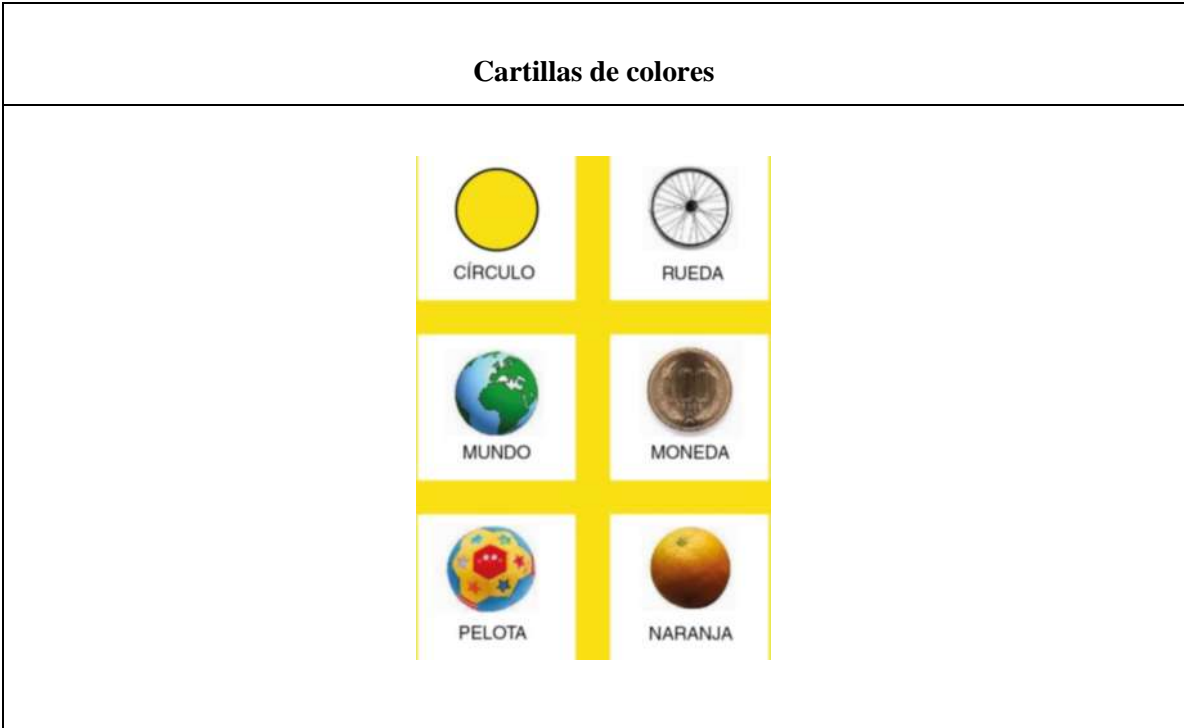 Cartillas de colores
CÍRCULO
RUEDA
MUNDO
MONEDA
PELOTA
NARANJA